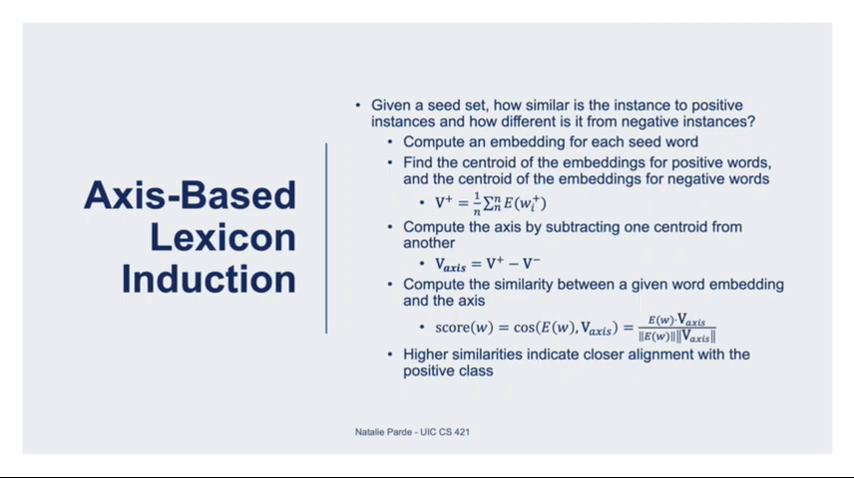 Axis-Based
Lexicon
Induction
• Given a seed set, how similar is the instance to positive
instances and how different is it from negative instances?
• Compute an embedding for each seed word
• Find the centroid of the embeddings for positive words,
and the centroid of the embeddings for negative words
• V⁺ = 1/n ∑ₙⁿ E(wᵢ⁺)
• Compute the axis by subtracting one centroid from
another
• V_axis = V⁺ − V⁻
• Compute the similarity between a given word embedding
and the axis
• score(w) = cos(E(w), V_axis) = E(w)·V_axis / ‖E(w)‖‖V_axis‖
• Higher similarities indicate closer alignment with the
positive class
Natalie Parde - UIC CS 421